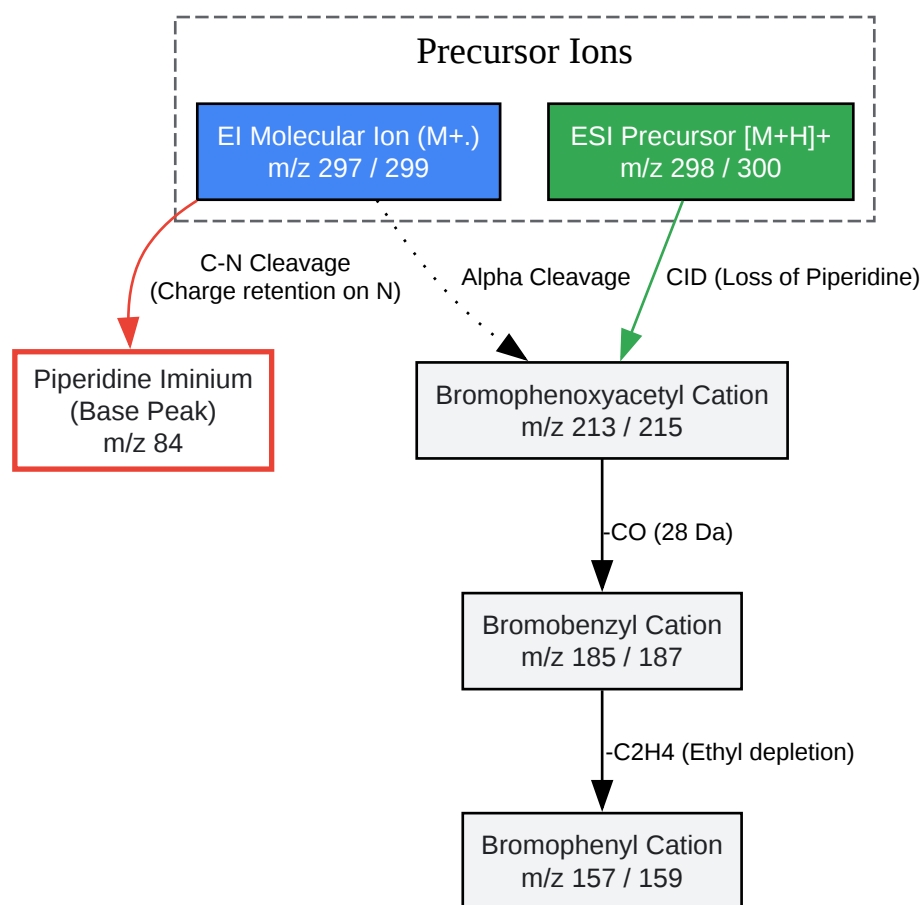 Precursor Ions
EI Molecular Ion (M+.)
m/z 297 / 299
ESI Precursor [M+H]+
m/z 298 / 300
C-N Cleavage
(Charge retention on N)
Alpha Cleavage
CID (Loss of Piperidine)
Piperidine Iminium
(Base Peak)
m/z 84
Bromophenoxyacetyl Cation
m/z 213 / 215
-CO (28 Da)
Bromobenzyl Cation
m/z 185 / 187
-C2H4 (Ethyl depletion)
Bromophenyl Cation
m/z 157 / 159